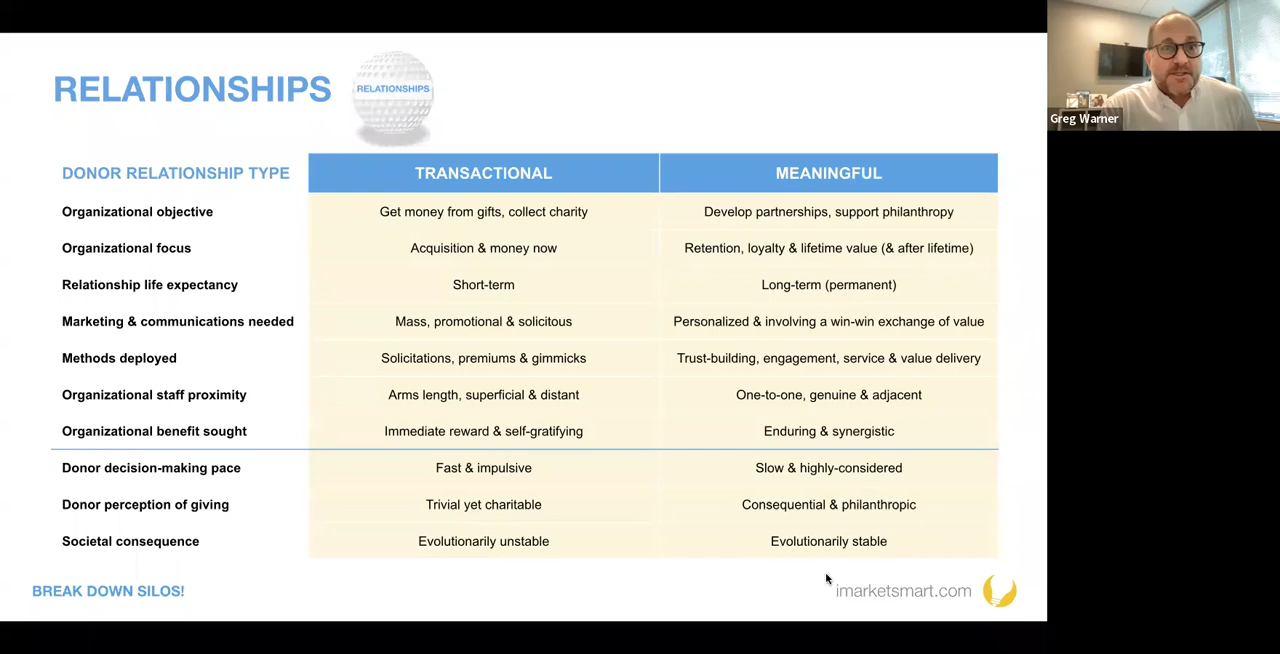 RELATIONSHIPS
RELATIONSHIPS
Greg Warner
DONOR RELATIONSHIP TYPE TRANSACTIONAL MEANINGFUL
Organizational objective Get money from gifts, collect charity Develop partnerships, support philanthropy
Organizational focus Acquisition & money now Retention, loyalty & lifetime value (& after lifetime)
Relationship life expectancy Short-term Long-term (permanent)
Marketing & communications needed Mass, promotional & solicitous Personalized & involving a win-win exchange of value
Methods deployed Solicitations, premiums & gimmicks Trust-building, engagement, service & value delivery
Organizational staff proximity Arms length, superficial & distant One-to-one, genuine & adjacent
Organizational benefit sought Immediate reward & self-gratifying Enduring & synergistic
Donor decision-making pace Fast & impulsive Slow & highly-considered
Donor perception of giving Trivial yet charitable Consequential & philanthropic
Societal consequence Evolutionarily unstable Evolutionarily stable
BREAK DOWN SILOS! imarketsmart.com